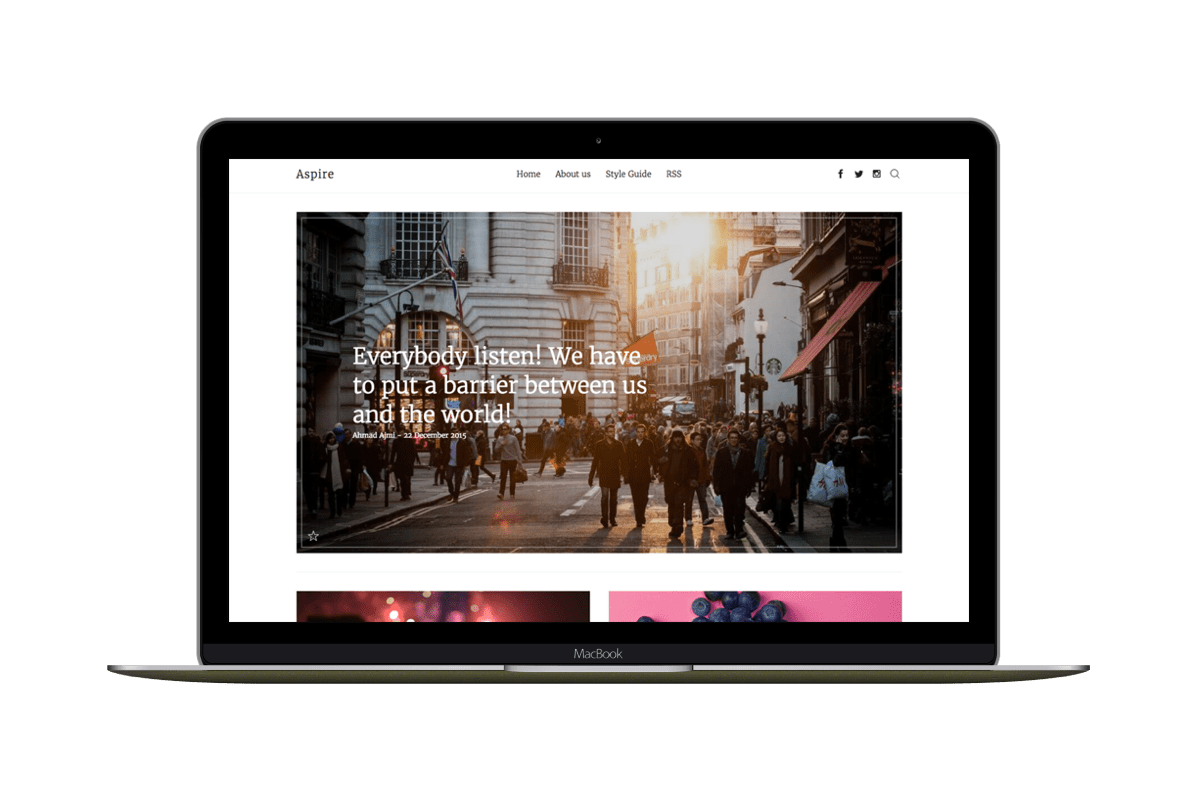 Aspire
Home About us Style Guide RSS
Everybody listen! We have
to put a barrier between us
and the world!
Ahmad Ajmi - 22 December 2015
MacBook